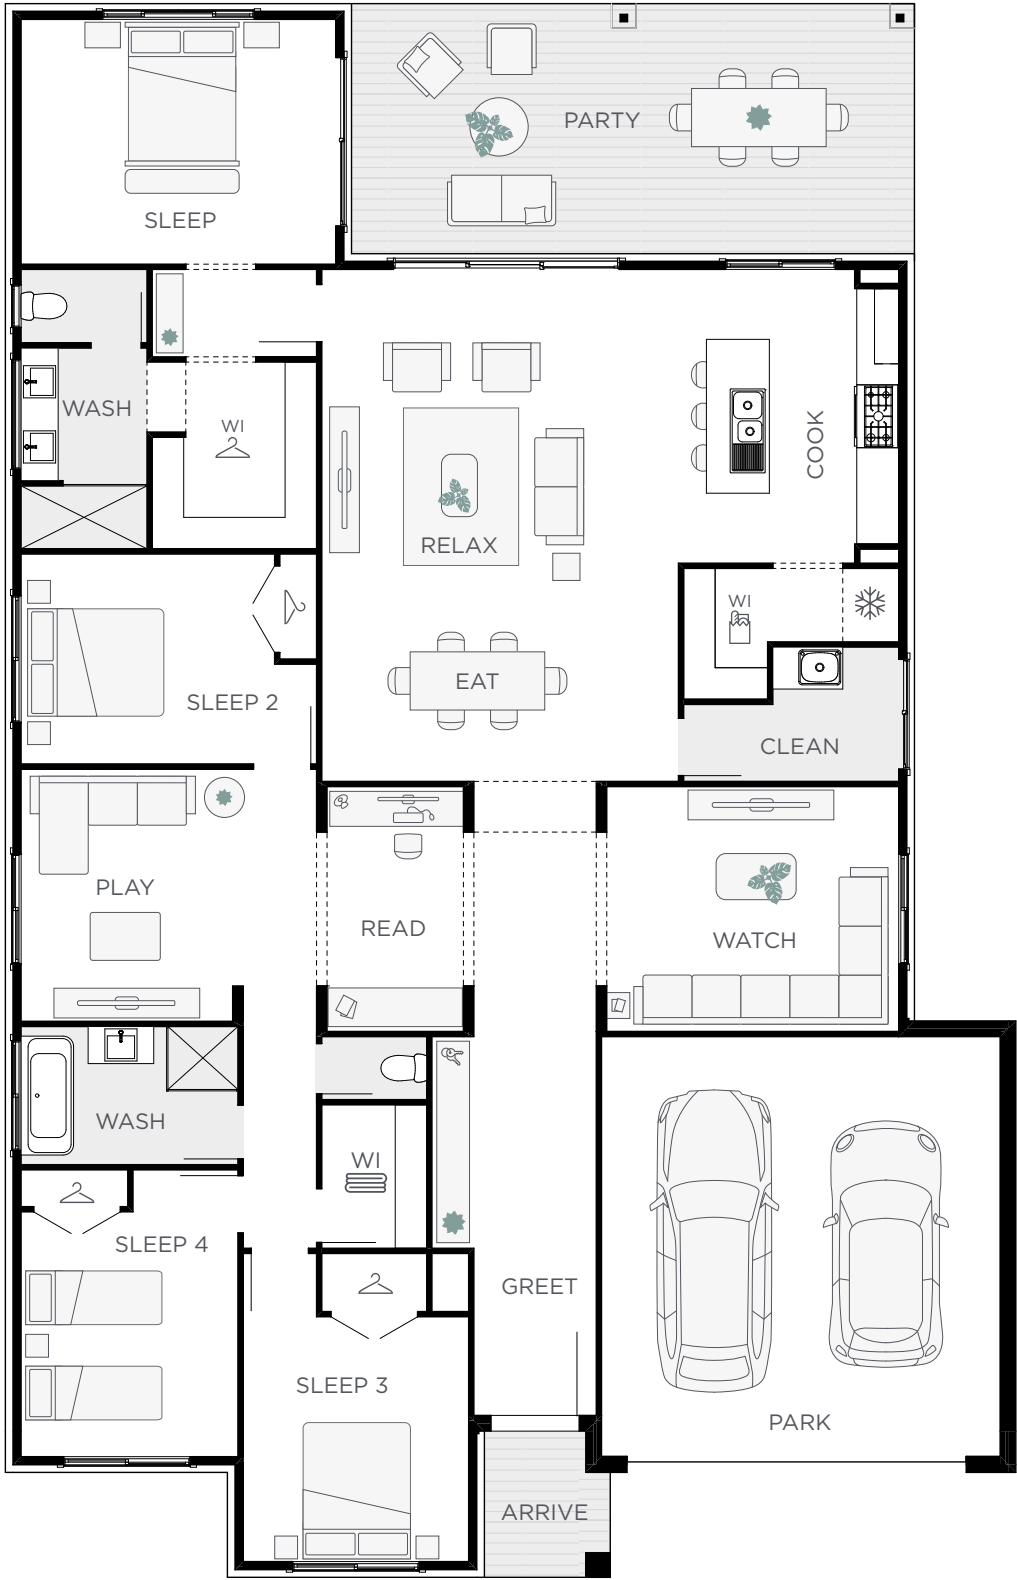 PARTY
SLEEP
WASH
WI
COOK
RELAX
WI
EAT
SLEEP 2
CLEAN
PLAY
READ
WATCH
WASH
WI
SLEEP 4
GREET
SLEEP 3
PARK
ARRIVE